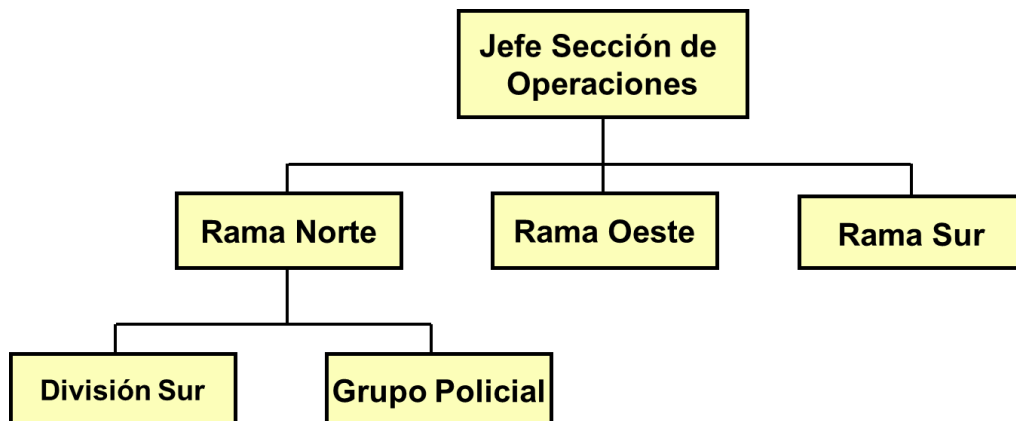 Jefe Sección de
Operaciones
Rama Norte
Rama Oeste
Rama Sur
División Sur
Grupo Policial